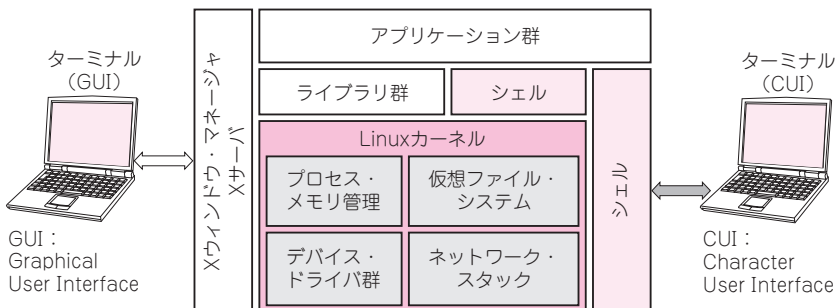 ターミナル
(GUI)
GUI：
Graphical
User Interface
Xウィンドウ・マネージャ
Xサーバ
アプリケーション群
ライブラリ群
シェル
Linuxカーネル
プロセス・
メモリ管理
仮想ファイル・
システム
デバイス・
ドライバ群
ネットワーク・
スタック
シェル
ターミナル
(CUI)
CUI：
Character
User Interface